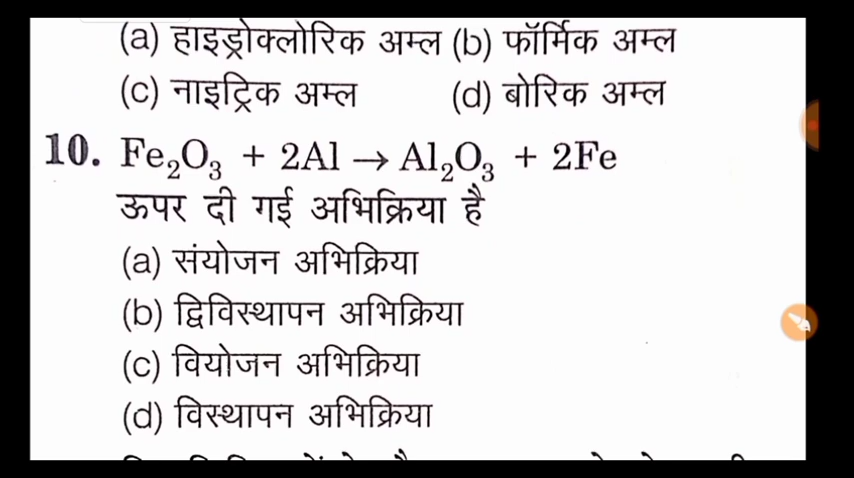 (a) हाइड्रोक्लोरिक अम्ल (b) फॉर्मिक अम्ल
(c) नाइट्रिक अम्ल (d) बोरिक अम्ल
10. Fe₂O₃ + 2Al → Al₂O₃ + 2Fe
ऊपर दी गई अभिक्रिया है
(a) संयोजन अभिक्रिया
(b) द्विविस्थापन अभिक्रिया
(c) वियोजन अभिक्रिया
(d) विस्थापन अभिक्रिया